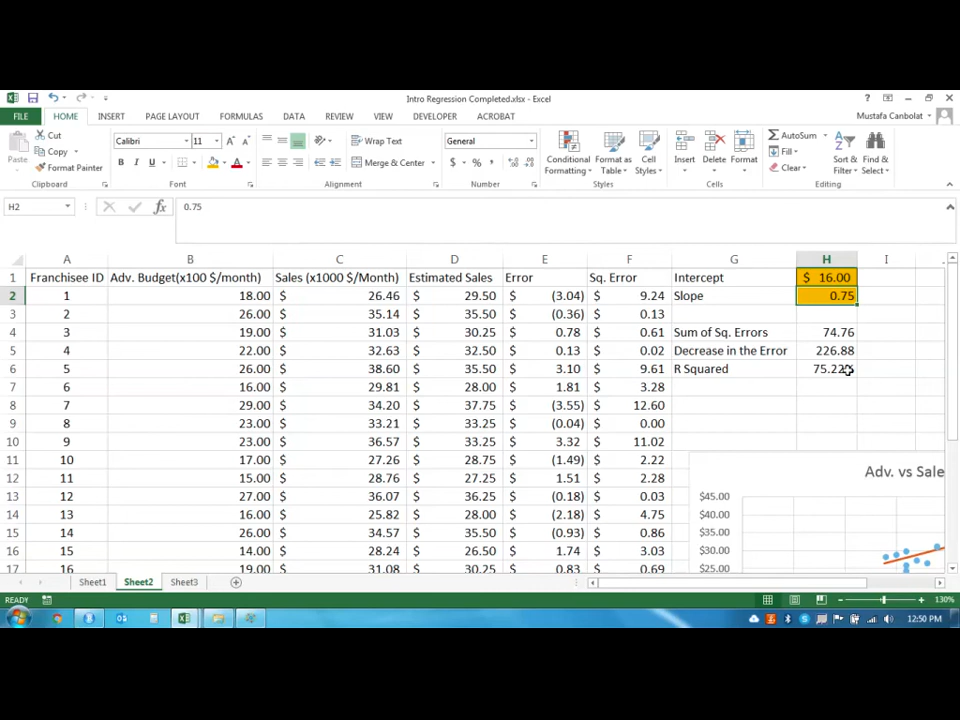 Intro Regression Completed.xlsx - Excel
FILE HOME INSERT PAGE LAYOUT FORMULAS DATA REVIEW VIEW DEVELOPER ACROBAT Mustafa Canbolat
Cut Calibri 11 Wrap Text General AutoSum
Paste Copy Conditional Format as Cell Insert Delete Format Fill Sort & Find &
Format Painter Merge & Center Formatting Table Styles Clear Filter Select
Clipboard Font Alignment Number Styles Cells Editing
H2 0.75
A B C D E F G H I J
1 Franchisee ID Adv. Budget(x100 $/month) Sales (x1000 $/Month) Estimated Sales Error Sq. Error Intercept $ 16.00
2 1 18.00 $ 26.46 $ 29.50 $ (3.04) $ 9.24 Slope 0.75
3 2 26.00 $ 35.14 $ 35.50 $ (0.36) $ 0.13
4 3 19.00 $ 31.03 $ 30.25 $ 0.78 $ 0.61 Sum of Sq. Errors 74.76
5 4 22.00 $ 32.63 $ 32.50 $ 0.13 $ 0.02 Decrease in the Error 226.88
6 5 26.00 $ 38.60 $ 35.50 $ 3.10 $ 9.61 R Squared
7 6 16.00 $ 29.81 $ 28.00 $ 1.81 $ 3.28
8 7 29.00 $ 34.20 $ 37.75 $ (3.55) $ 12.60
9 8 23.00 $ 33.21 $ 33.25 $ (0.04) $ 0.00
10 9 23.00 $ 36.57 $ 33.25 $ 3.32 $ 11.02
11 10 17.00 $ 27.26 $ 28.75 $ (1.49) $ 2.22
12 11 15.00 $ 28.76 $ 27.25 $ 1.51 $ 2.28 Adv. vs Sale
13 12 27.00 $ 36.07 $ 36.25 $ (0.18) $ 0.03 $45.00
14 13 16.00 $ 25.82 $ 28.00 $ (2.18) $ 4.75 $40.00
15 14 26.00 $ 34.57 $ 35.50 $ (0.93) $ 0.86 $35.00
16 15 14.00 $ 28.24 $ 26.50 $ 1.74 $ 3.03 $30.00
17 16 19.00 $ 31.08 $ 30.25 $ 0.83 $ 0.69 $25.00
Sheet1 Sheet2 Sheet3
READY 130%
12:50 PM